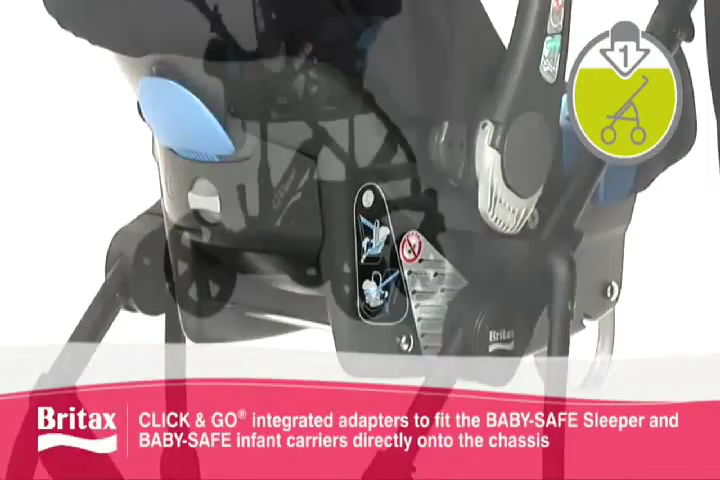 1
Britax
Britax
CLICK & GO® integrated adapters to fit the BABY-SAFE Sleeper and
BABY-SAFE infant carriers directly onto the chassis